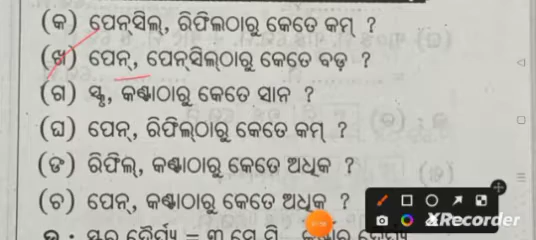 (କ) ପେନ୍‌ସିଲ୍, ରିଫିଲଠାରୁ କେତେ କମ୍ ?
(ଖ) ପେନ୍, ପେନ୍‌ସିଲ୍‌ଠାରୁ କେତେ ବଡ଼ ?
(ଗ) ସ୍କ୍ରୁ, କଣ୍ଟାଠାରୁ କେତେ ସାନ ?
(ଘ) ପେନ୍, ରିଫିଲ୍‌ଠାରୁ କେତେ କମ୍ ?
(ଙ) ରିଫିଲ୍, କଣ୍ଟାଠାରୁ କେତେ ଅଧିକ ?
(ଚ) ପେନ୍, କଣ୍ଟାଠାରୁ କେତେ ଅଧିକ ?
XRecorder